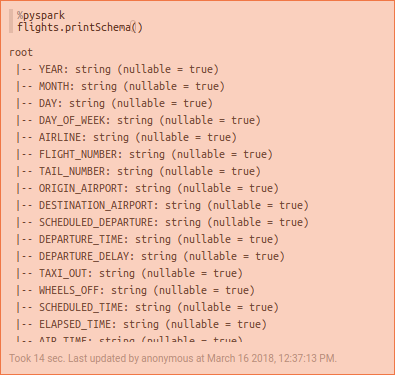 %pyspark
flights.printSchema()
root
|-- YEAR: string (nullable = true)
|-- MONTH: string (nullable = true)
|-- DAY: string (nullable = true)
|-- DAY_OF_WEEK: string (nullable = true)
|-- AIRLINE: string (nullable = true)
|-- FLIGHT_NUMBER: string (nullable = true)
|-- TAIL_NUMBER: string (nullable = true)
|-- ORIGIN_AIRPORT: string (nullable = true)
|-- DESTINATION_AIRPORT: string (nullable = true)
|-- SCHEDULED_DEPARTURE: string (nullable = true)
|-- DEPARTURE_TIME: string (nullable = true)
|-- DEPARTURE_DELAY: string (nullable = true)
|-- TAXI_OUT: string (nullable = true)
|-- WHEELS_OFF: string (nullable = true)
|-- SCHEDULED_TIME: string (nullable = true)
|-- ELAPSED_TIME: string (nullable = true)
|-- AIR_TIME: string (nullable = true)
Took 14 sec. Last updated by anonymous at March 16 2018, 12:37:13 PM.